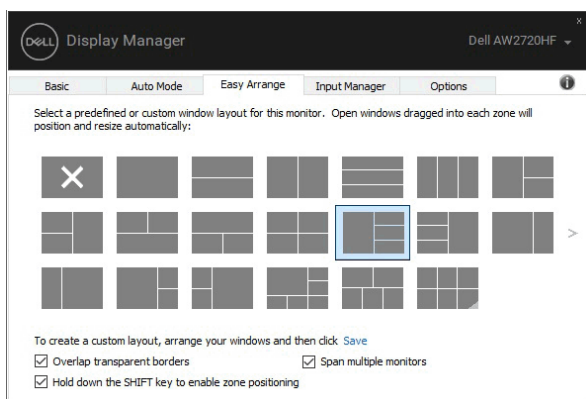 DELL Display Manager
Dell AW2720HF
x
Basic Auto Mode Easy Arrange Input Manager Options
Select a predefined or custom window layout for this monitor. Open windows dragged into each zone will
position and resize automatically:
To create a custom layout, arrange your windows and then click Save
Overlap transparent borders
Span multiple monitors
Hold down the SHIFT key to enable zone positioning